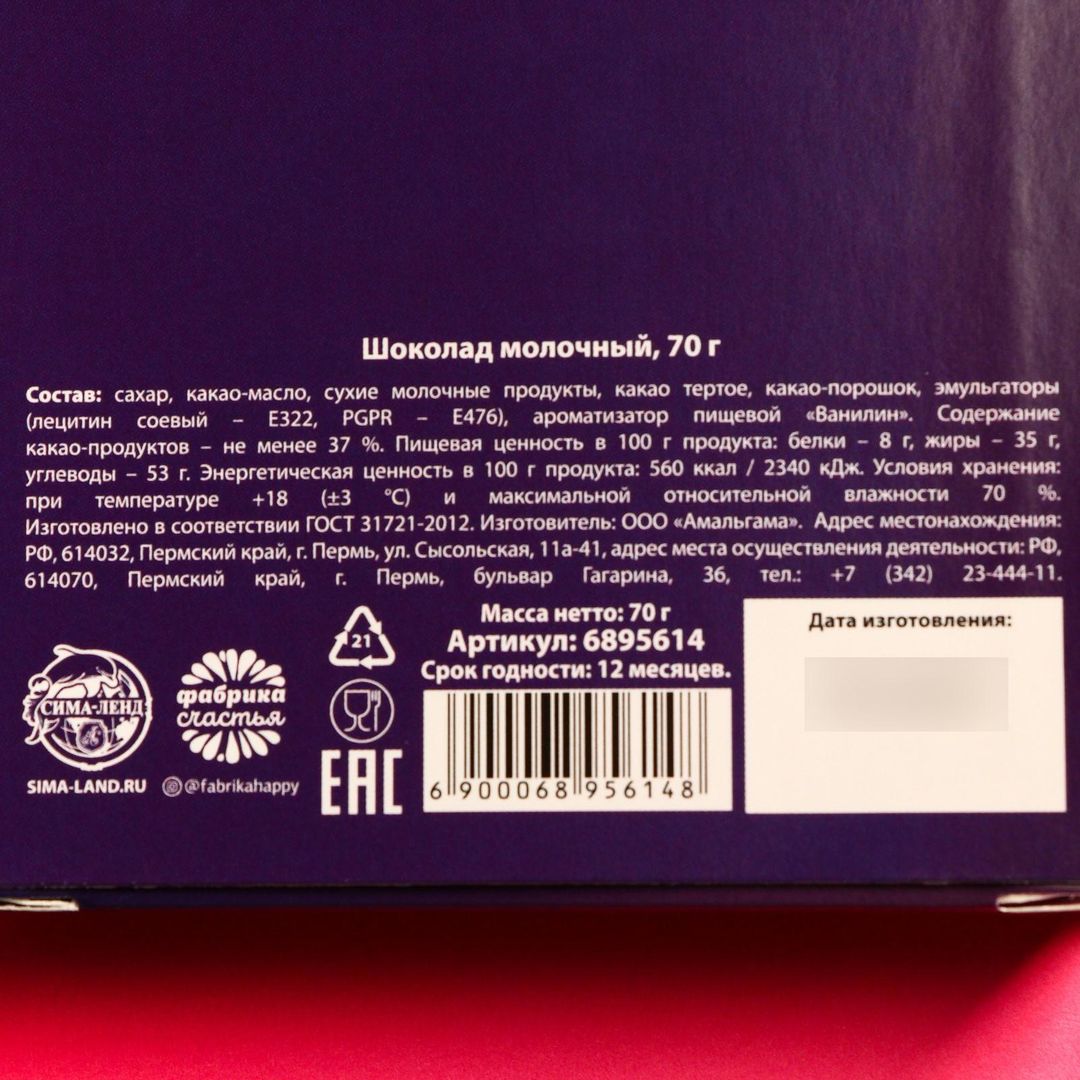 Шоколад молочный, 70 г
Состав: сахар, какао-масло, сухие молочные продукты, какао тертое, какао-порошок, эмульгаторы
(лецитин соевый – E322, PGPR – E476), ароматизатор пищевой «Ванилин». Содержание
какао-продуктов – не менее 37 %. Пищевая ценность в 100 г продукта: белки – 8 г, жиры – 35 г,
углеводы – 53 г. Энергетическая ценность в 100 г продукта: 560 ккал / 2340 кДж. Условия хранения:
при температуре +18 (±3 °С) и максимальной относительной влажности 70 %.
Изготовлено в соответствии ГОСТ 31721-2012. Изготовитель: ООО «Амальгама». Адрес местонахождения:
РФ, 614032, Пермский край, г. Пермь, ул. Сысольская, 11а-41, адрес места осуществления деятельности: РФ,
614070, Пермский край, г. Пермь, бульвар Гагарина, 36, тел.: +7 (342) 23-444-11.
Масса нетто: 70 г
Артикул: 6895614
Срок годности: 12 месяцев.
Дата изготовления:
21
СИМА-ЛЕНД
SIMA-LAND.RU
фабрика
счастья
@fabrikahappy
EAC
6 900068 956148